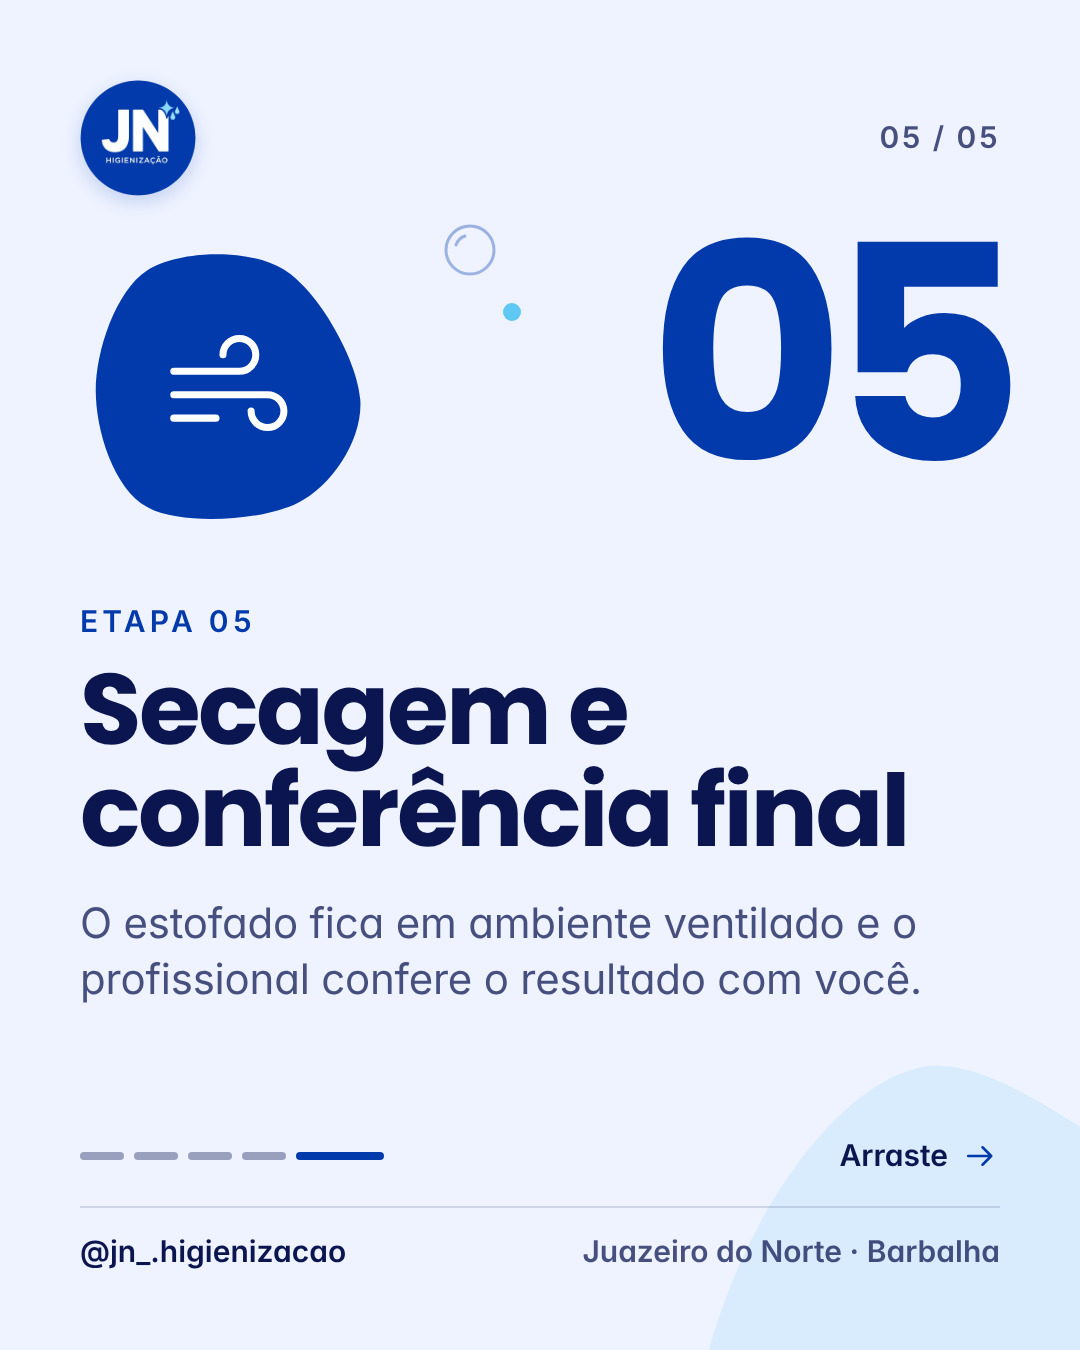 JN
HIGIENIZAÇÃO
05 / 05
05
ETAPA 05
Secagem e
conferência final
O estofado fica em ambiente ventilado e o
profissional confere o resultado com você.
Arraste →
@jn_.higienizacao
Juazeiro do Norte · Barbalha